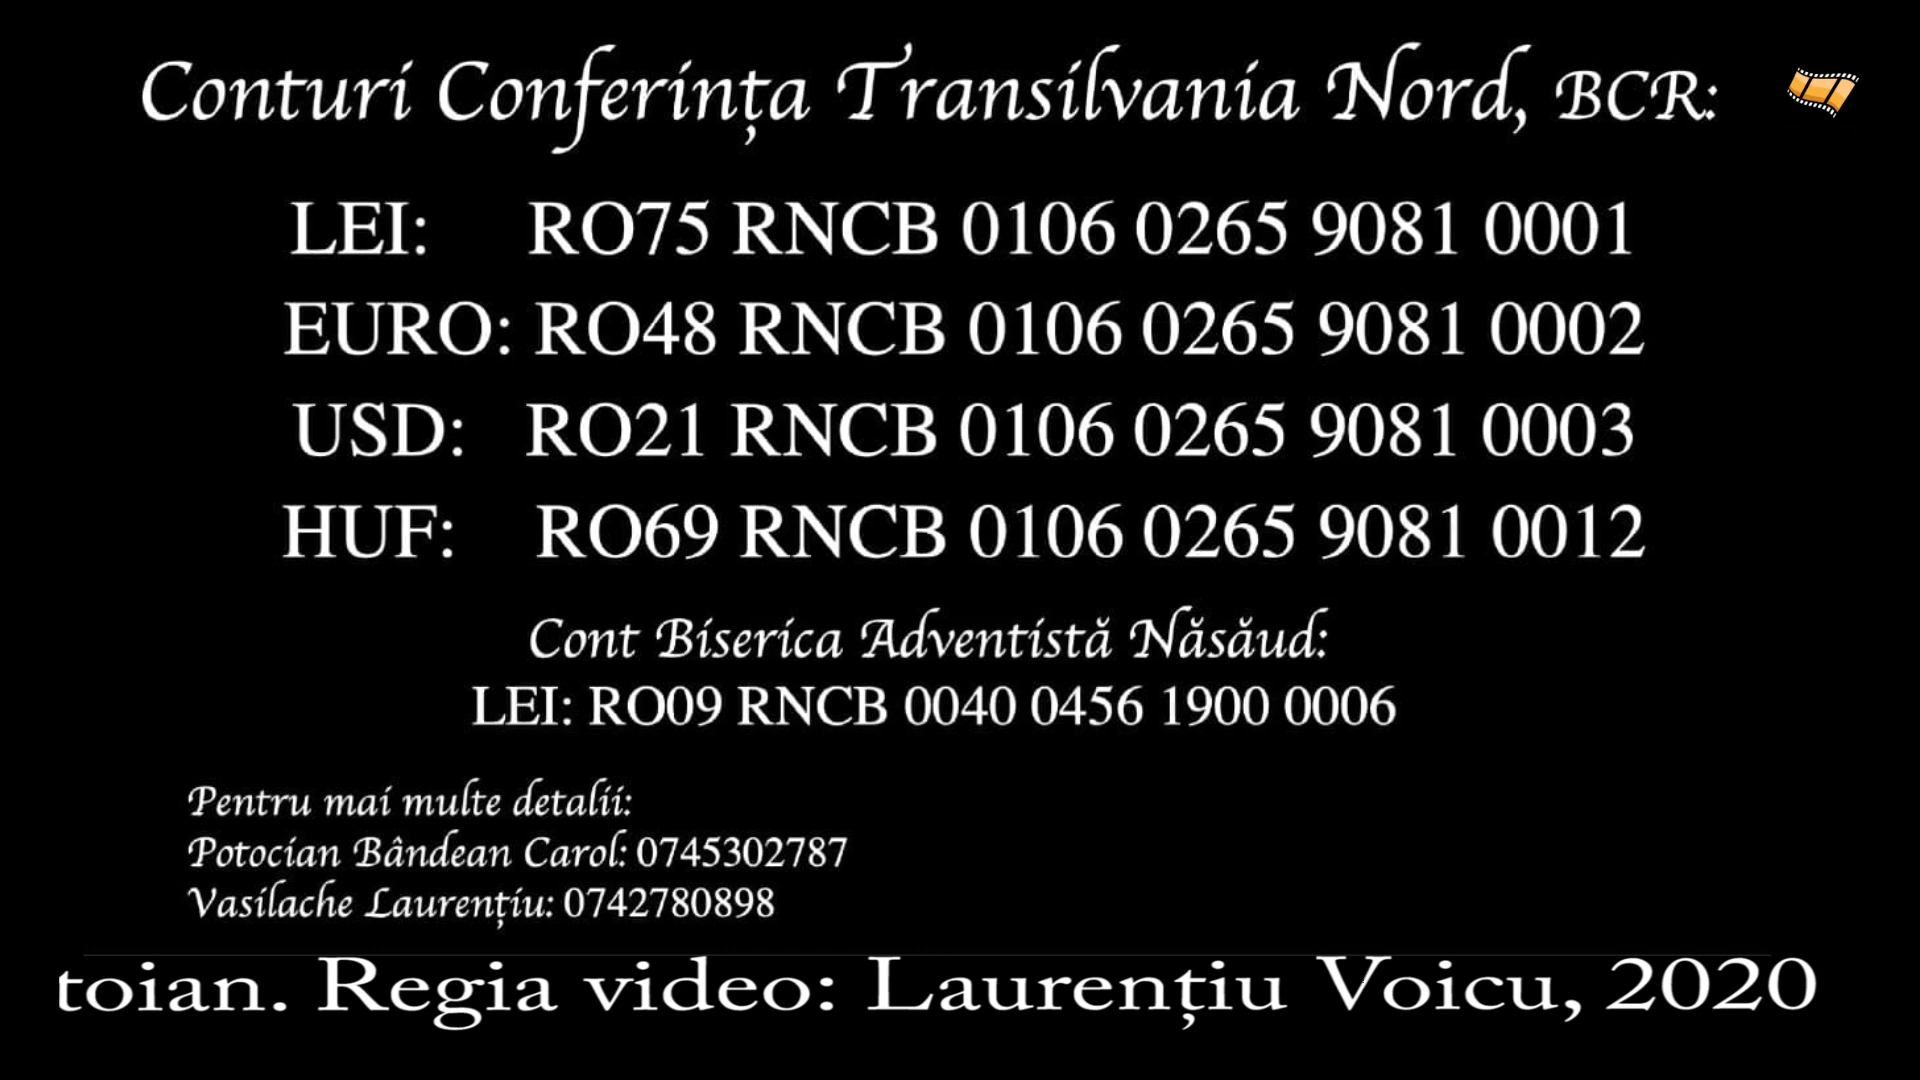 Conturi Conferința Transilvania Nord, BCR:
LEI: RO75 RNCB 0106 0265 9081 0001
EURO: RO48 RNCB 0106 0265 9081 0002
USD: RO21 RNCB 0106 0265 9081 0003
HUF: RO69 RNCB 0106 0265 9081 0012
Cont Biserica Adventistă Năsăud:
LEI: RO09 RNCB 0040 0456 1900 0006
Pentru mai multe detalii:
Potocian Bândean Carol: 0745302787
Vasilache Laurențiu: 0742780898
toian. Regia video: Laurențiu Voicu, 2020